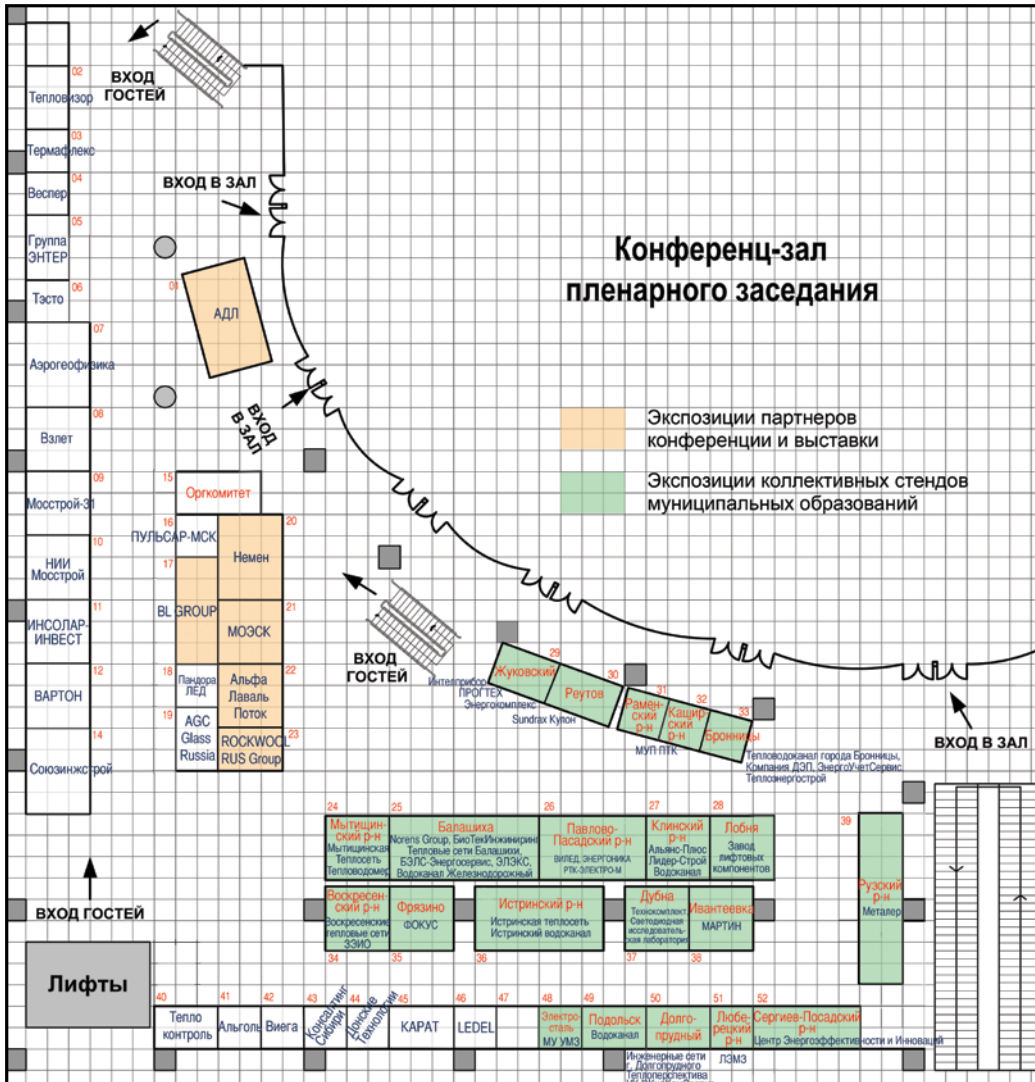 ВХОД
ГОСТЕЙ
02
Тепловизор
03
Термафлекс
04
Веспер
ВХОД В ЗАЛ
05
Группа
ЭНТЕР
06
Тэсто
01
АДЛ
Конференц-зал
пленарного заседания
07
Аэрогеофизика
ВХОД
В ЗАЛ
08
Взлет
Экспозиции партнеров
конференции и выставки
Экспозиции коллективных стендов
муниципальных образований
09
Мосстрой-31
10
НИИ
Мосстрой
11
ИНСОЛАР-
ИНВЕСТ
12
ВАРТОН
14
Союзинжстрой
15
Оргкомитет
16
ПУЛЬСАР-МСК
17
BL GROUP
18
Пандора
ЛЕД
19
AGC
Glass
Russia
20
Немен
21
МОЭСК
22
Альфа
Лаваль
Поток
23
ROCKWOOL
RUS Group
ВХОД
ГОСТЕЙ
29
Жуковский
Интелприбор
ПРОГТЕХ
Энергокомплекс
30
Реутов
Sundrax Кулон
31
Рамен-
ский
р-н
МУП ПТК
32
Кашир-
ский
р-н
33
Бронницы
Тепловодоканал города Бронницы,
Компания ДЭП, ЭнергоУчетСервис
Теплоэнергострой
ВХОД В ЗАЛ
24
Мытищин-
ский р-н
Мытищинская
Теплосеть
Тепловодомер
25
Балашиха
Norens Group, БиоТекИнжиниринг
Тепловые сети Балашихи,
БЭЛС-Энергосервис, ЭЛЭКС,
Водоканал Железнодорожный
26
Павлово-
Пасадский р-н
ВИЛЕД, ЭНЕРГОНИКА
РТК-ЭЛЕКТРО-М
27
Клинский
р-н
Альянс-Плюс
Лидер-Строй
Водоканал
28
Лобня
Завод
лифтовых
компонентов
39
Рузский
р-н
Металер
Воскресен-
ский р-н
Воскресенские
тепловые сети
ЗЭИО
34
Фрязино
ФОКУС
35
Истринский р-н
Истринская теплосеть
Истринский водоканал
36
Дубна
Технокомплект
Светодиодная
исследователь-
ская лаборатория
37
Ивантеевка
МАРТИН
38
ВХОД ГОСТЕЙ
Лифты
40
Тепло
контроль
41
Альголь
42
Виега
43
Консалтинг
Сибири
44
Донские
Технологии
45
КАРАТ
46
LEDEL
47
48
Электро-
сталь
МУ УМЗ
49
Подольск
Водоканал
50
Долго-
прудный
Инженерные сети
г. Долгопрудного
Теплоперспектива
51
Любе-
рецкий
р-н
ЛЭМЗ
52
Сергиев-Посадский
р-н
Центр Энергоэффективности и Инноваций